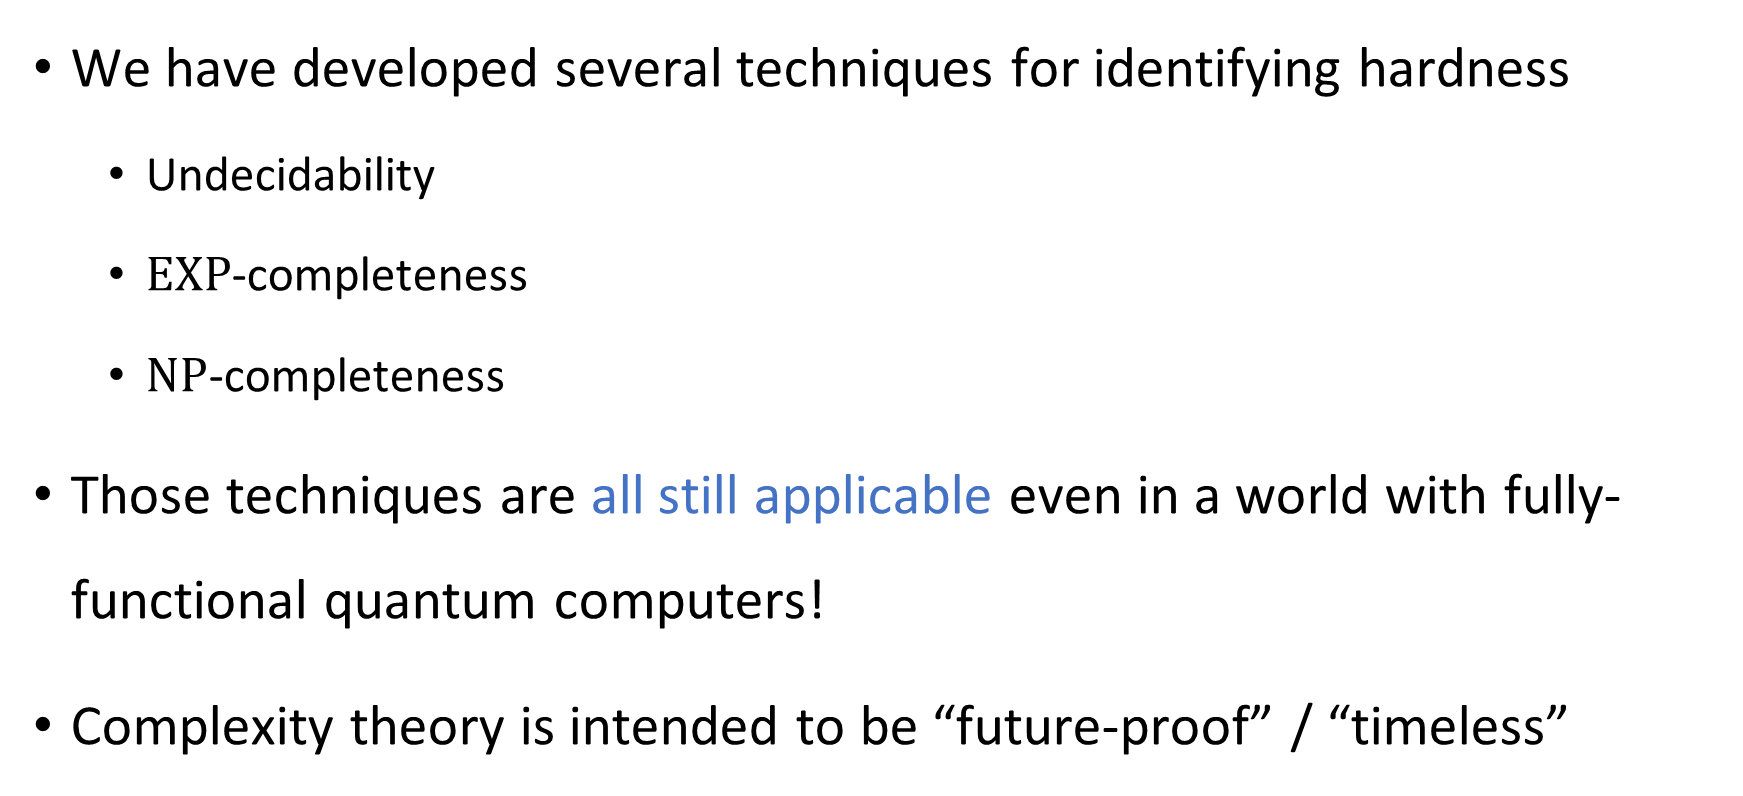 • We have developed several techniques for identifying hardness
• Undecidability
• EXP-completeness
• NP-completeness
• Those techniques are all still applicable even in a world with fully-
functional quantum computers!
• Complexity theory is intended to be “future-proof” / “timeless”